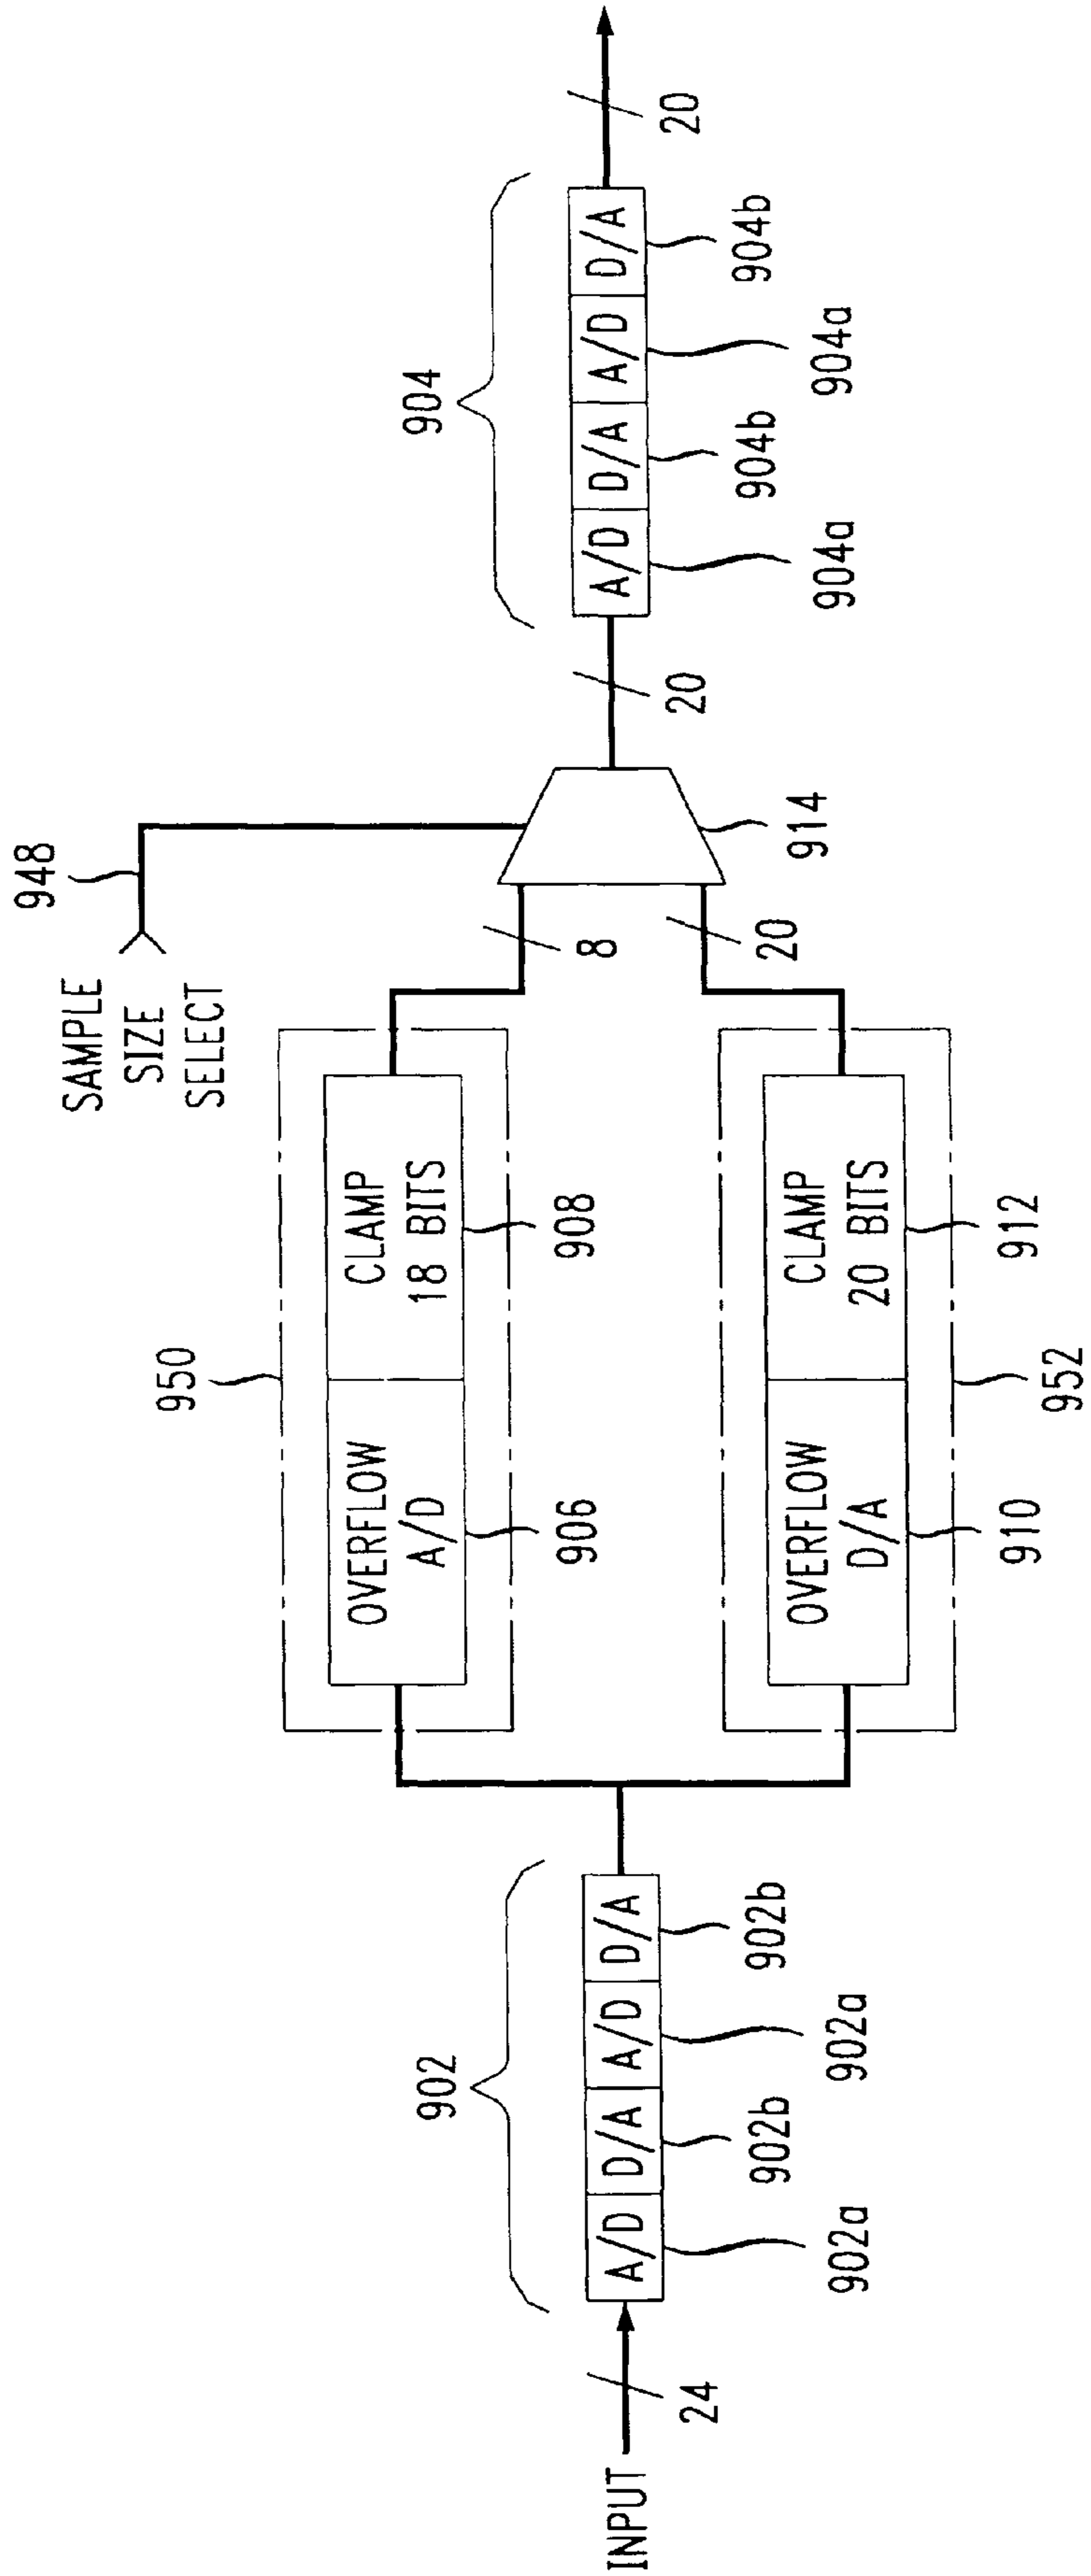 INPUT
24
902
A/D D/A A/D D/A
902a
902b
902a
902b
950
OVERFLOW
A/D
CLAMP
18 BITS
906
908
OVERFLOW
D/A
CLAMP
20 BITS
910
912
952
SAMPLE
SIZE
SELECT
948
8
20
914
20
904
A/D D/A A/D D/A
904a
904b
904a
904b
20